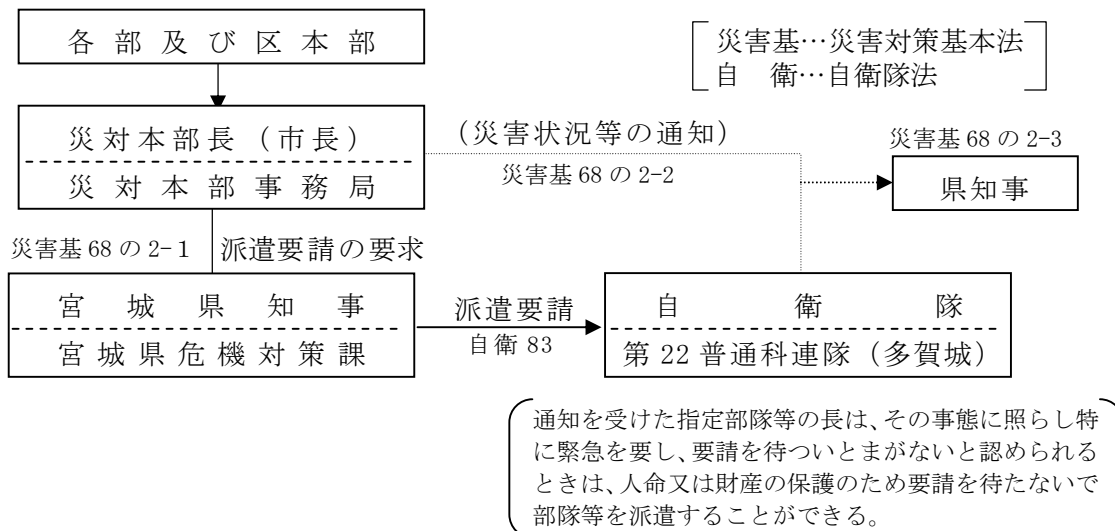 各部及び区本部
災害基…災害対策基本法
自　衛…自衛隊法
災対本部長（市長）
災対本部事務局
（災害状況等の通知）
災害基 68 の 2-2
災害基 68 の 2-3
県知事
災害基 68 の 2-１
派遣要請の要求
宮城県知事
宮城県危機対策課
派遣要請
自衛 83
自衛隊
第 22 普通科連隊（多賀城）
通知を受けた指定部隊等の長は、その事態に照らし特
に緊急を要し、要請を待ついとまがないと認められる
ときは、人命又は財産の保護のため要請を待たないで
部隊等を派遣することができる。